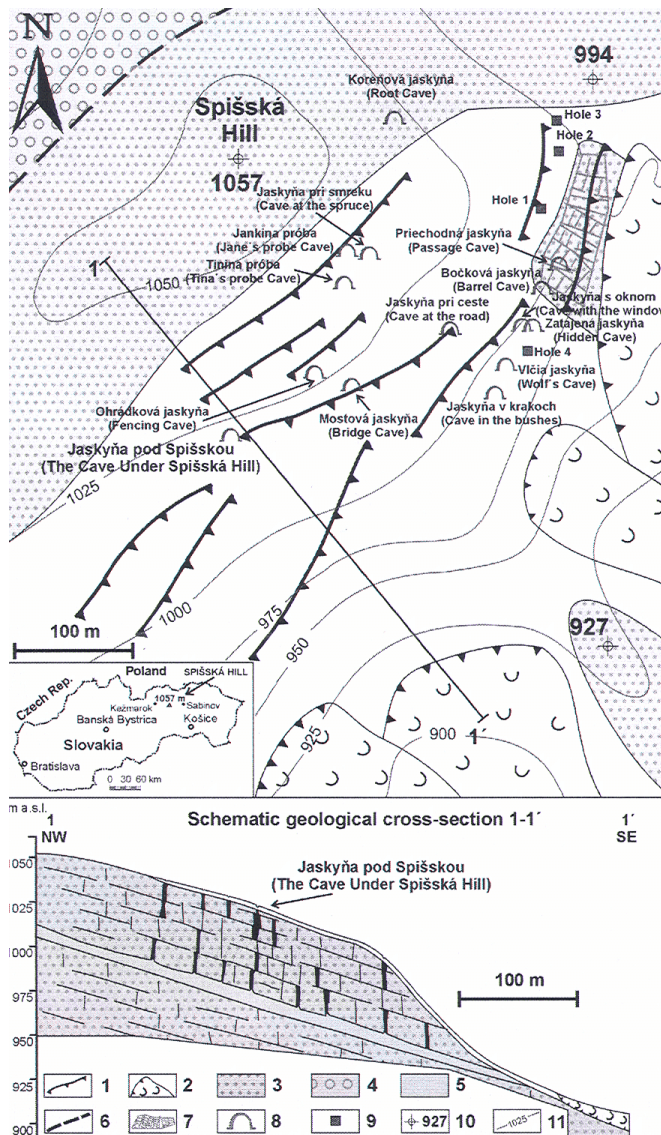 N
994
Koreňová jaskyňa
(Root Cave)
Hole 3
Spišská
Hill
Hole 2
1057
Jaskyňa pri smreku
(Cave at the spruce)
Hole 1
Jankina próba
(Jane´s probe Cave)
Priechodná jaskyňa
(Passage Cave)
1
Tinina próba
(Tina´s probe Cave)
1050
Bočková jaskyňa
(Barrel Cave)
Jaskyňa pri ceste
(Cave at the road)
Jaskyňa s oknom
(Cave with the window
Zatajená jaskyňa
(Hidden Cave)
Hole 4
Vlčia jaskyňa
(Wolf´s Cave)
Ohrádková jaskyňa
(Fencing Cave)
Mostová jaskyňa
(Bridge Cave)
Jaskyňa v krakoch
(Cave in the bushes)
Jaskyňa pod Spišskou
(The Cave Under Spišská Hill)
1025
1000
975
950
927
100 m
925
900
1´
Poland
SPIŠSKÁ HILL
Czech Rep.
1057 m
Kežmarok
Sabinov
Banská Bystrica
Košice
Slovakia
Bratislava
0 30 60 km
m a.s.l.
1
NW
Schematic geological cross-section 1-1´
1´
SE
1050
Jaskyňa pod Spišskou
(The Cave Under Spišská Hill)
1025
1000
975
100 m
950
925
1 2 3 4 5
900
6 7 8 9 927 10 1025 11